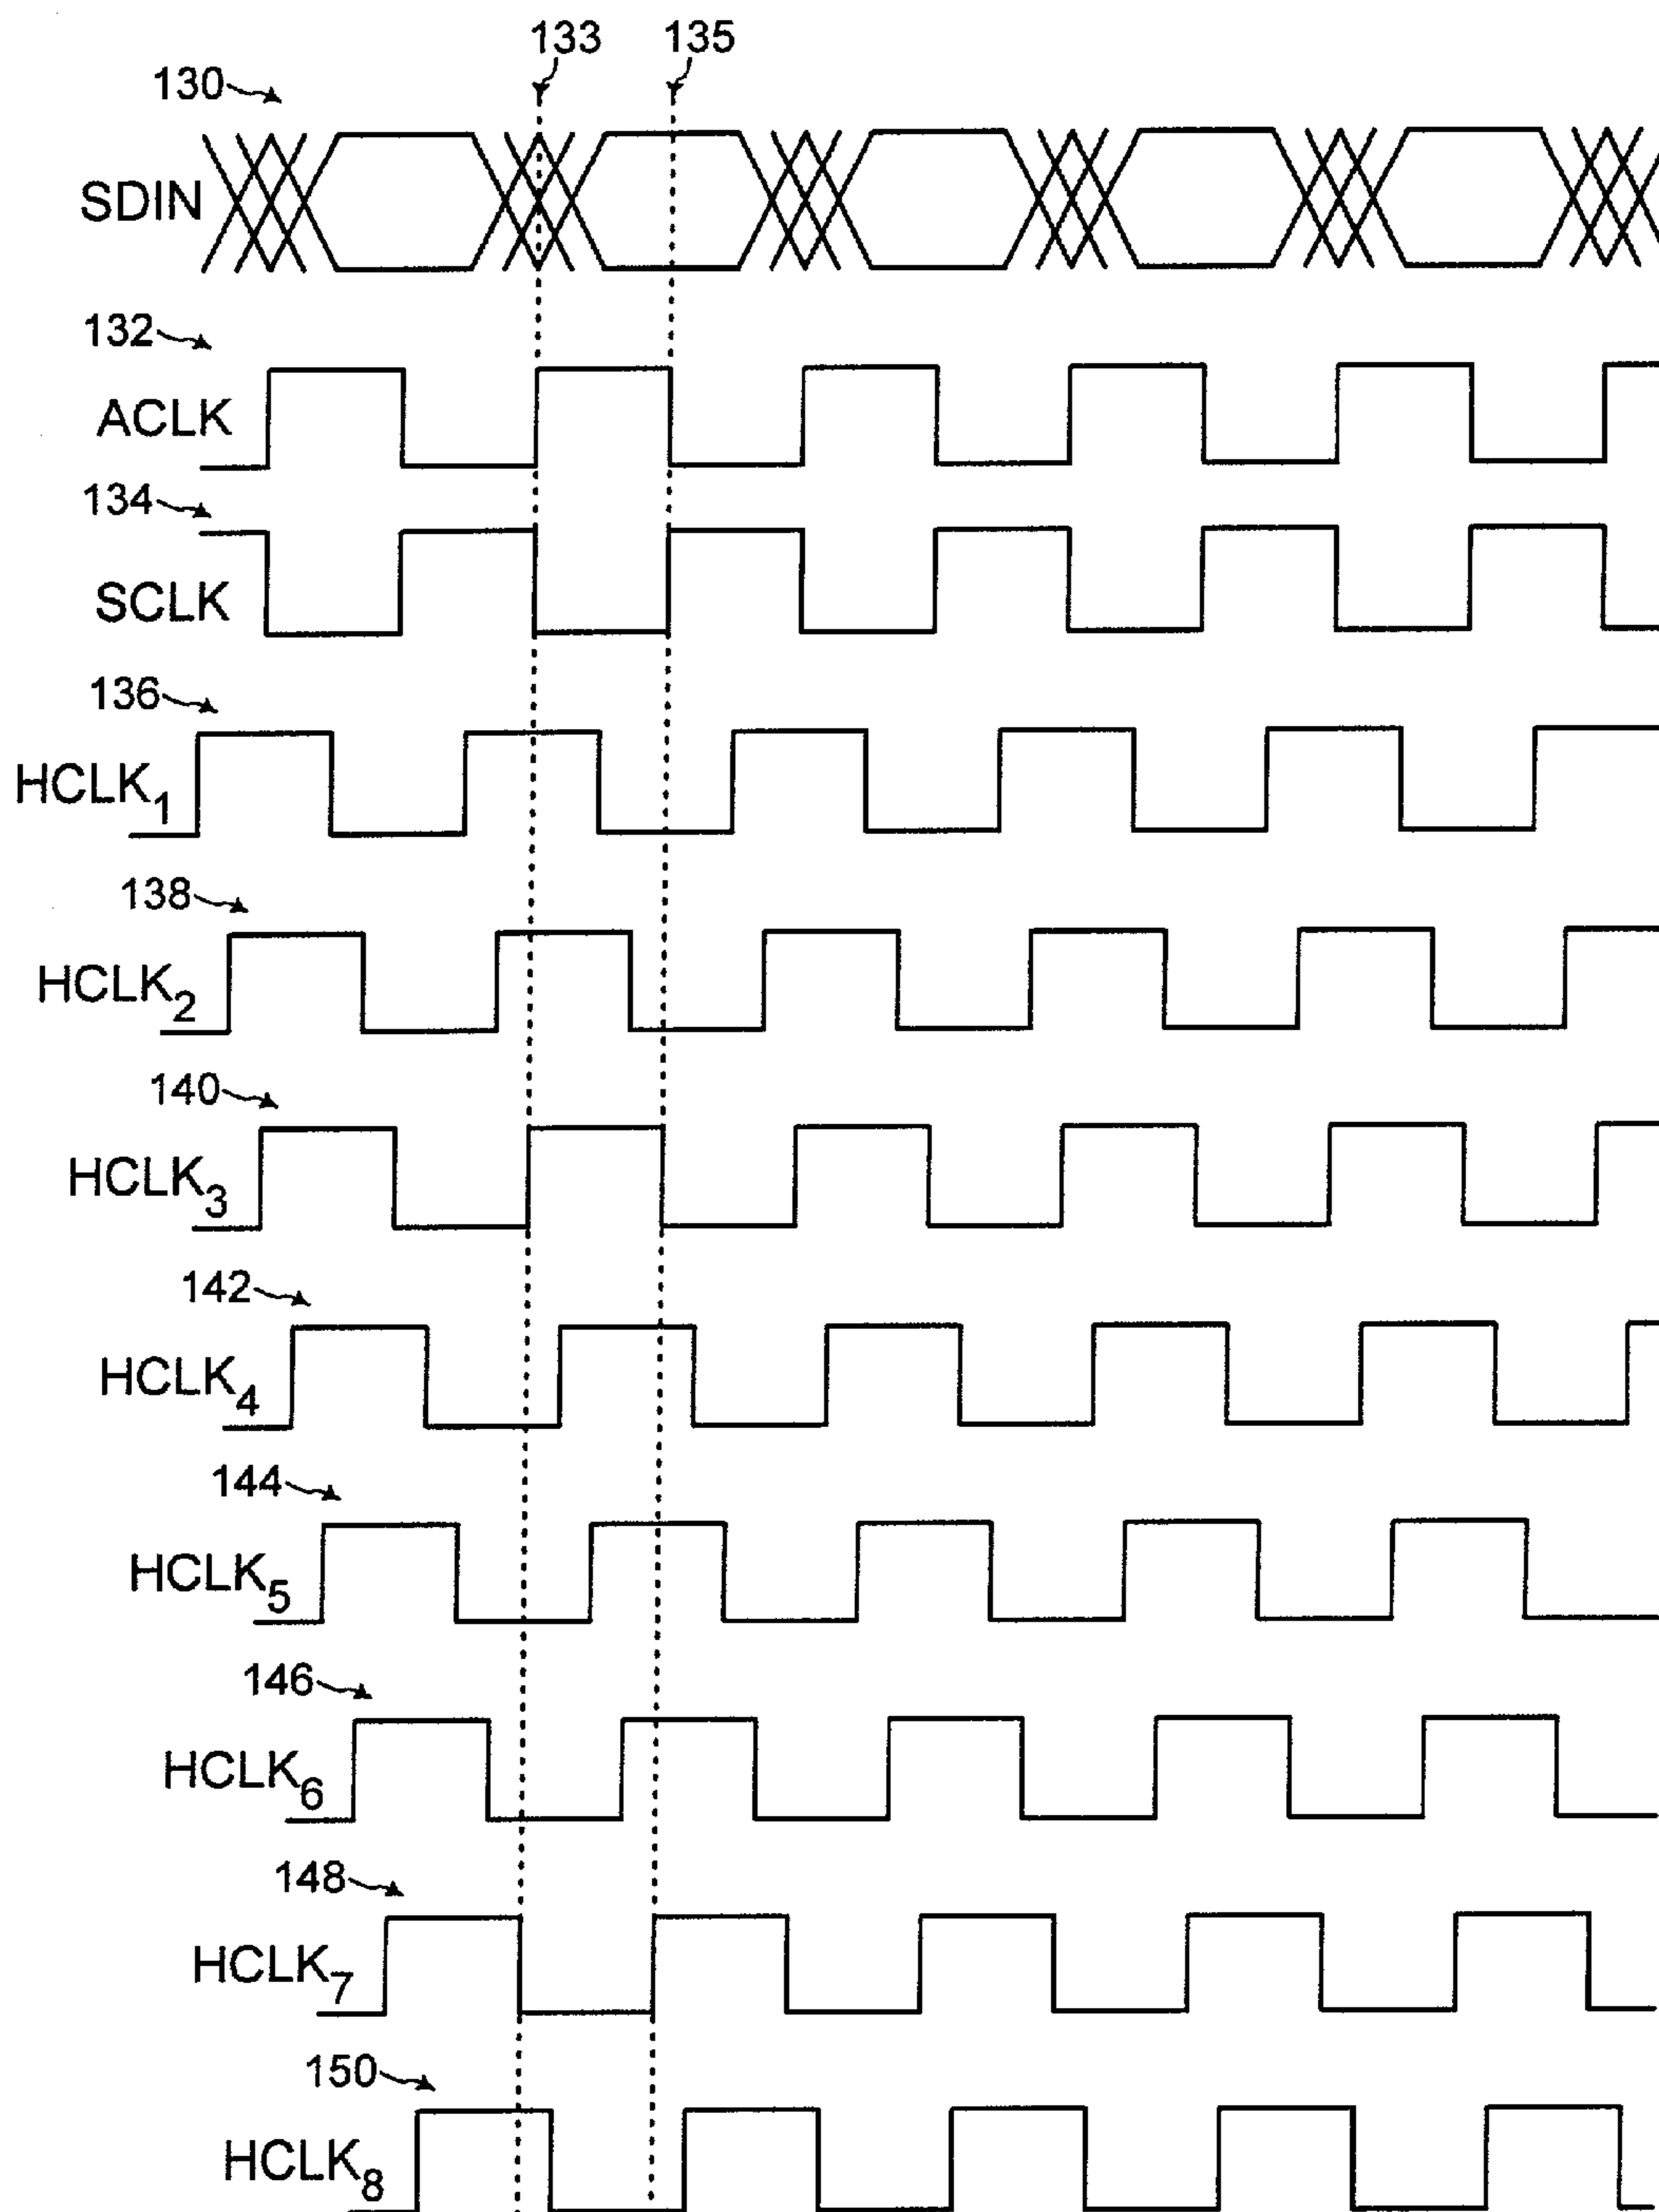 133
135
130
SDIN
132
ACLK
134
SCLK
136
HCLK1
138
HCLK2
140
HCLK3
142
HCLK4
144
HCLK5
146
HCLK6
148
HCLK7
150
HCLK8